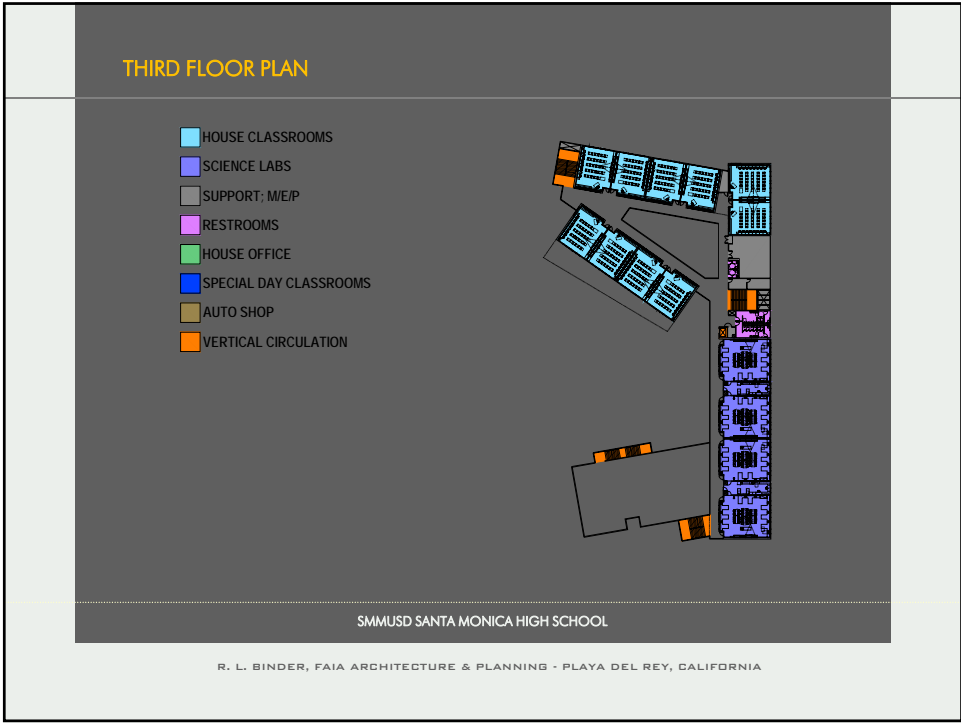 THIRD FLOOR PLAN
HOUSE CLASSROOMS
SCIENCE LABS
SUPPORT; M/E/P
RESTROOMS
HOUSE OFFICE
SPECIAL DAY CLASSROOMS
AUTO SHOP
VERTICAL CIRCULATION
SMMUSD SANTA MONICA HIGH SCHOOL
R. L. BINDER, FAIA ARCHITECTURE & PLANNING - PLAYA DEL REY, CALIFORNIA